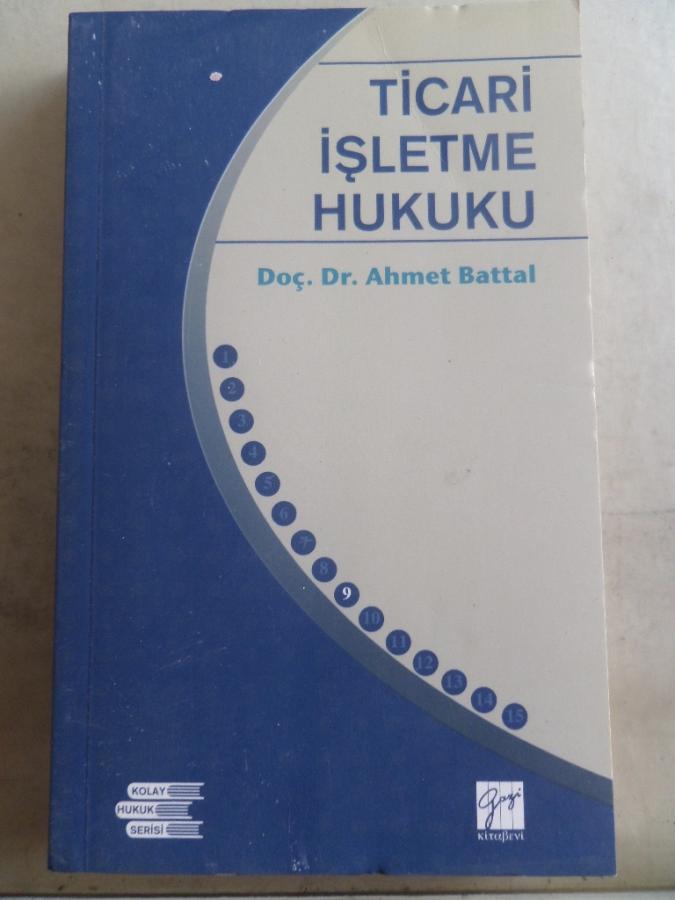 TİCARİ
İŞLETME
HUKUKU
Doç. Dr. Ahmet Battal
1
2
3
4
5
6
7
8
9
10
11
12
13
14
15
KOLAY
HUKUK
SERİSİ
gazi
kitabevi